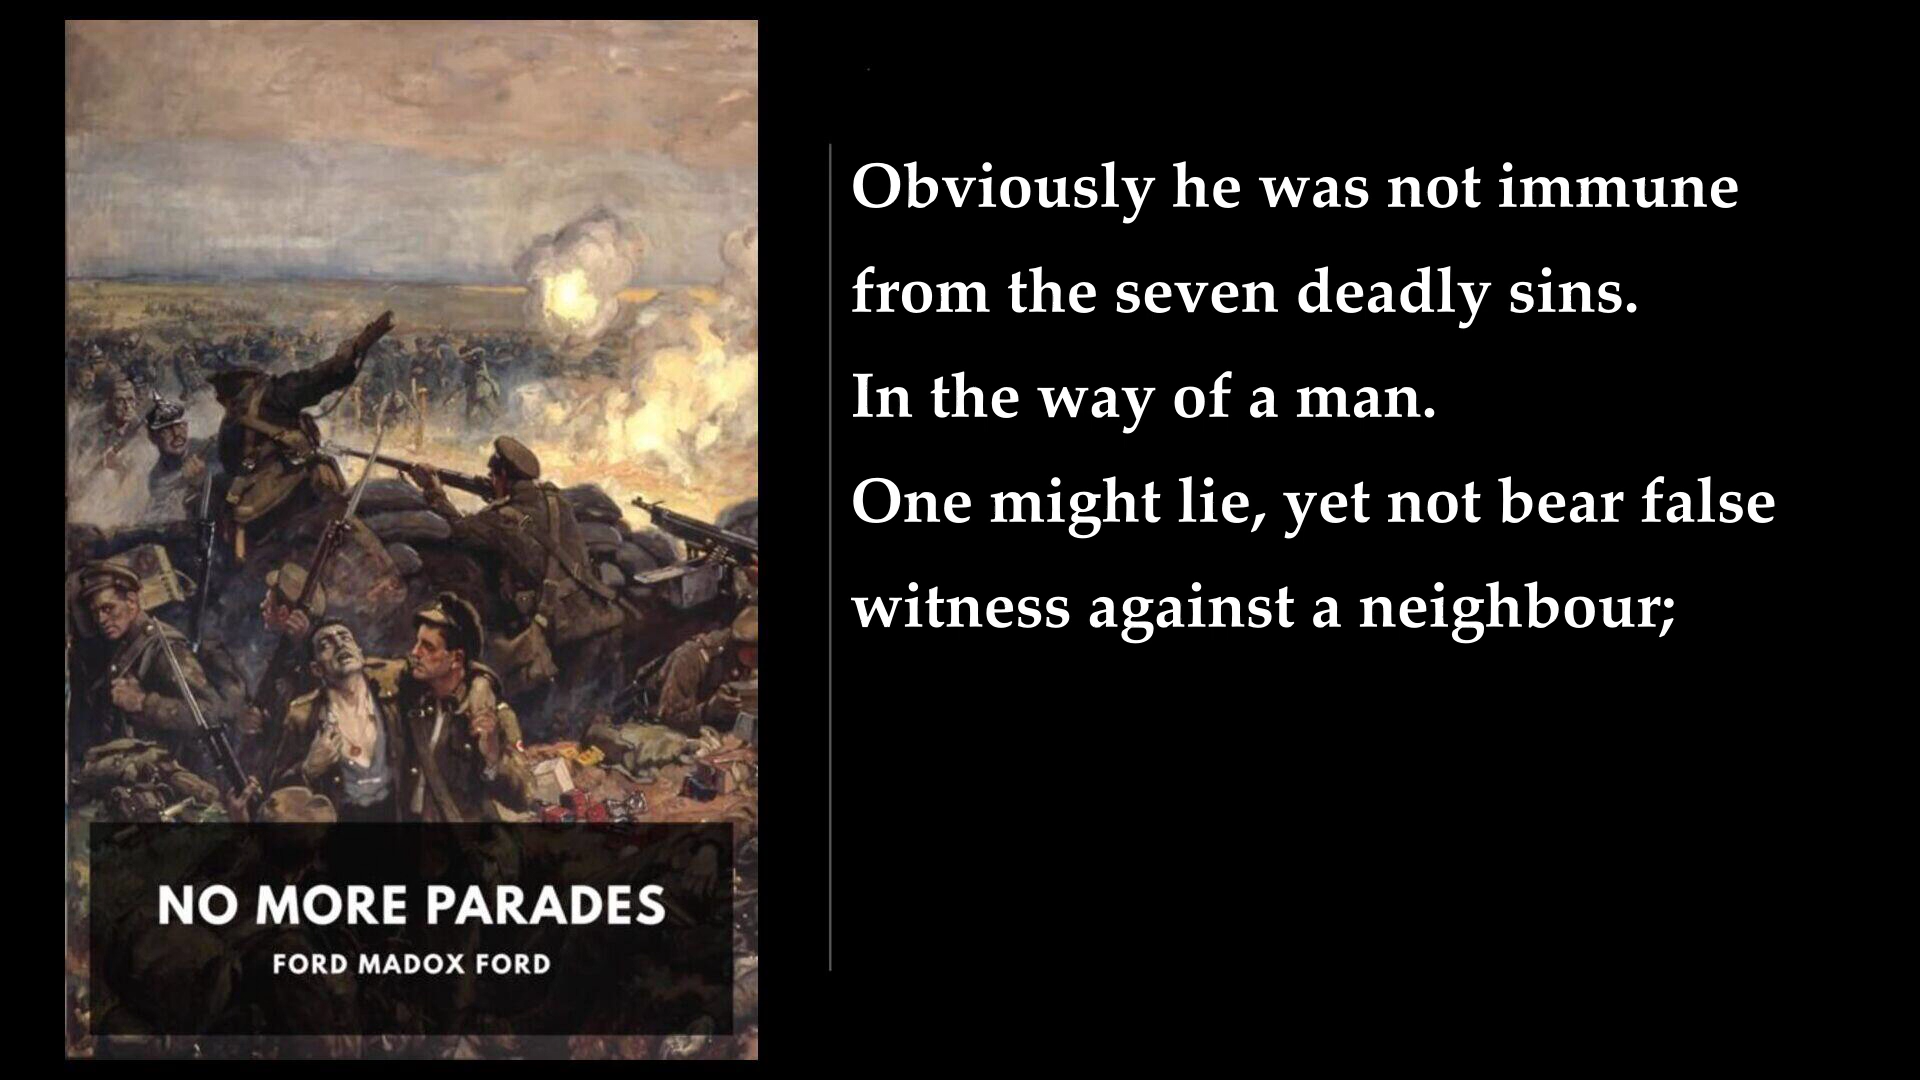 NO MORE PARADES
FORD MADOX FORD
Obviously he was not immune
from the seven deadly sins.
In the way of a man.
One might lie, yet not bear false
witness against a neighbour;